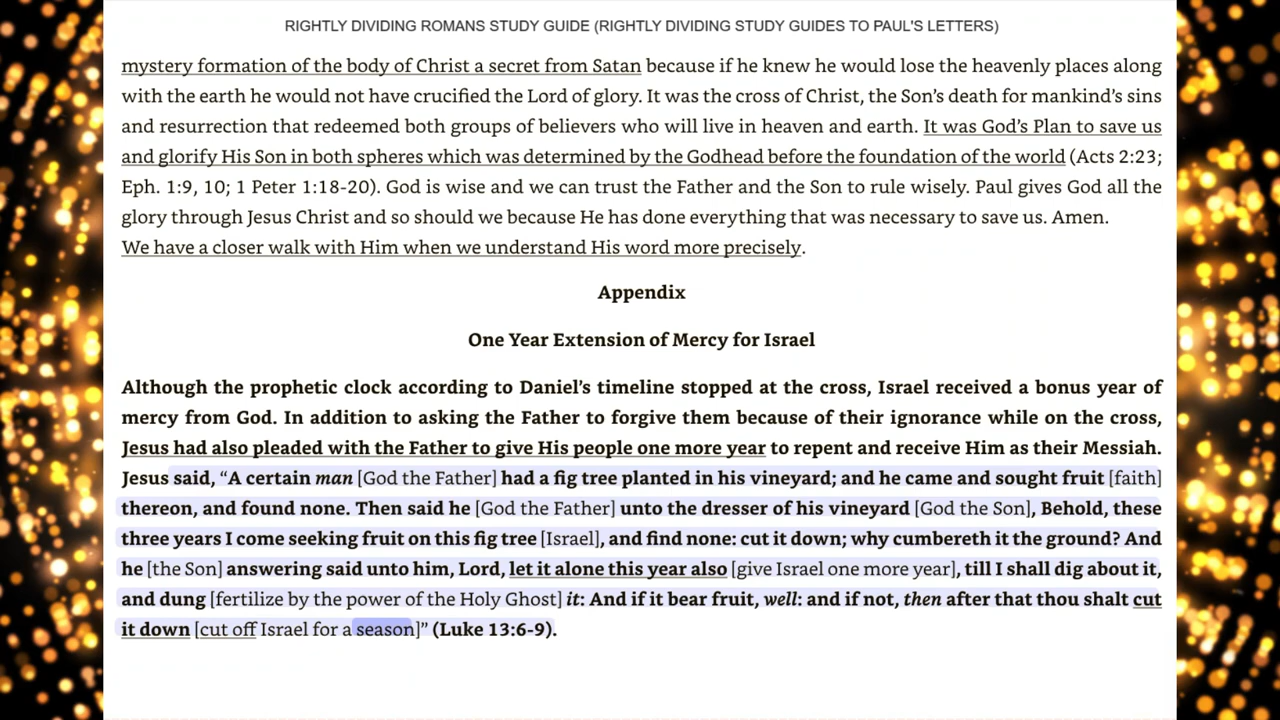 RIGHTLY DIVIDING ROMANS STUDY GUIDE (RIGHTLY DIVIDING STUDY GUIDES TO PAUL'S LETTERS)
mystery formation of the body of Christ a secret from Satan because if he knew he would lose the heavenly places along
with the earth he would not have crucified the Lord of glory. It was the cross of Christ, the Son’s death for mankind’s sins
and resurrection that redeemed both groups of believers who will live in heaven and earth. It was God’s Plan to save us
and glorify His Son in both spheres which was determined by the Godhead before the foundation of the world (Acts 2:23;
Eph. 1:9, 10; 1 Peter 1:18-20). God is wise and we can trust the Father and the Son to rule wisely. Paul gives God all the
glory through Jesus Christ and so should we because He has done everything that was necessary to save us. Amen.
We have a closer walk with Him when we understand His word more precisely.
Appendix
One Year Extension of Mercy for Israel
Although the prophetic clock according to Daniel’s timeline stopped at the cross, Israel received a bonus year of
mercy from God. In addition to asking the Father to forgive them because of their ignorance while on the cross,
Jesus had also pleaded with the Father to give His people one more year to repent and receive Him as their Messiah.
Jesus said, “A certain man [God the Father] had a fig tree planted in his vineyard; and he came and sought fruit [faith]
thereon, and found none. Then said he [God the Father] unto the dresser of his vineyard [God the Son], Behold, these
three years I come seeking fruit on this fig tree [Israel], and find none: cut it down; why cumbereth it the ground? And
he [the Son] answering said unto him, Lord, let it alone this year also [give Israel one more year], till I shall dig about it,
and dung [fertilize by the power of the Holy Ghost] it: And if it bear fruit, well: and if not, then after that thou shalt cut
it down [cut off Israel for a season]” (Luke 13:6-9).